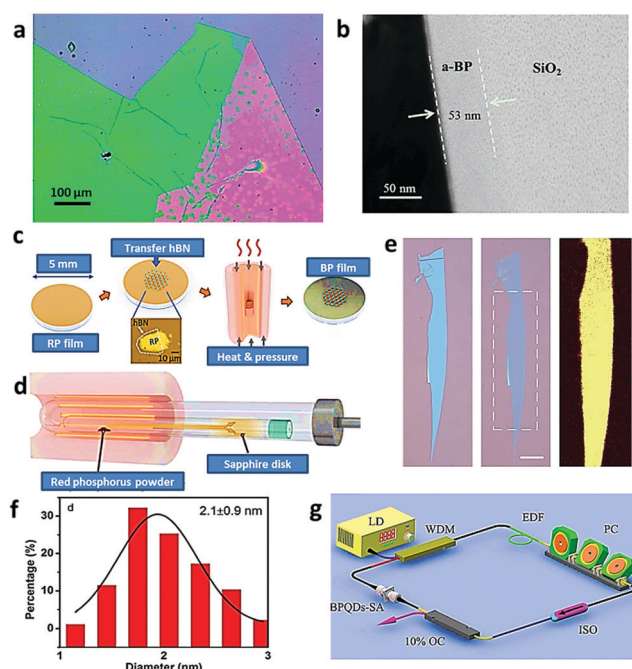 a
100 μm
b
a-BP
SiO₂
53 nm
50 nm
c
5 mm
Transfer hBN
hBN
RP
10 μm
RP film
Heat & pressure
BP film
d
Red phosphorus powder
Sapphire disk
e
f
d
2.1±0.9 nm
Percentage (%)
30
20
10
0
1
2
3
Diameter (nm)
g
LD
WDM
EDF
PC
BPQDs-SA
10% OC
ISO